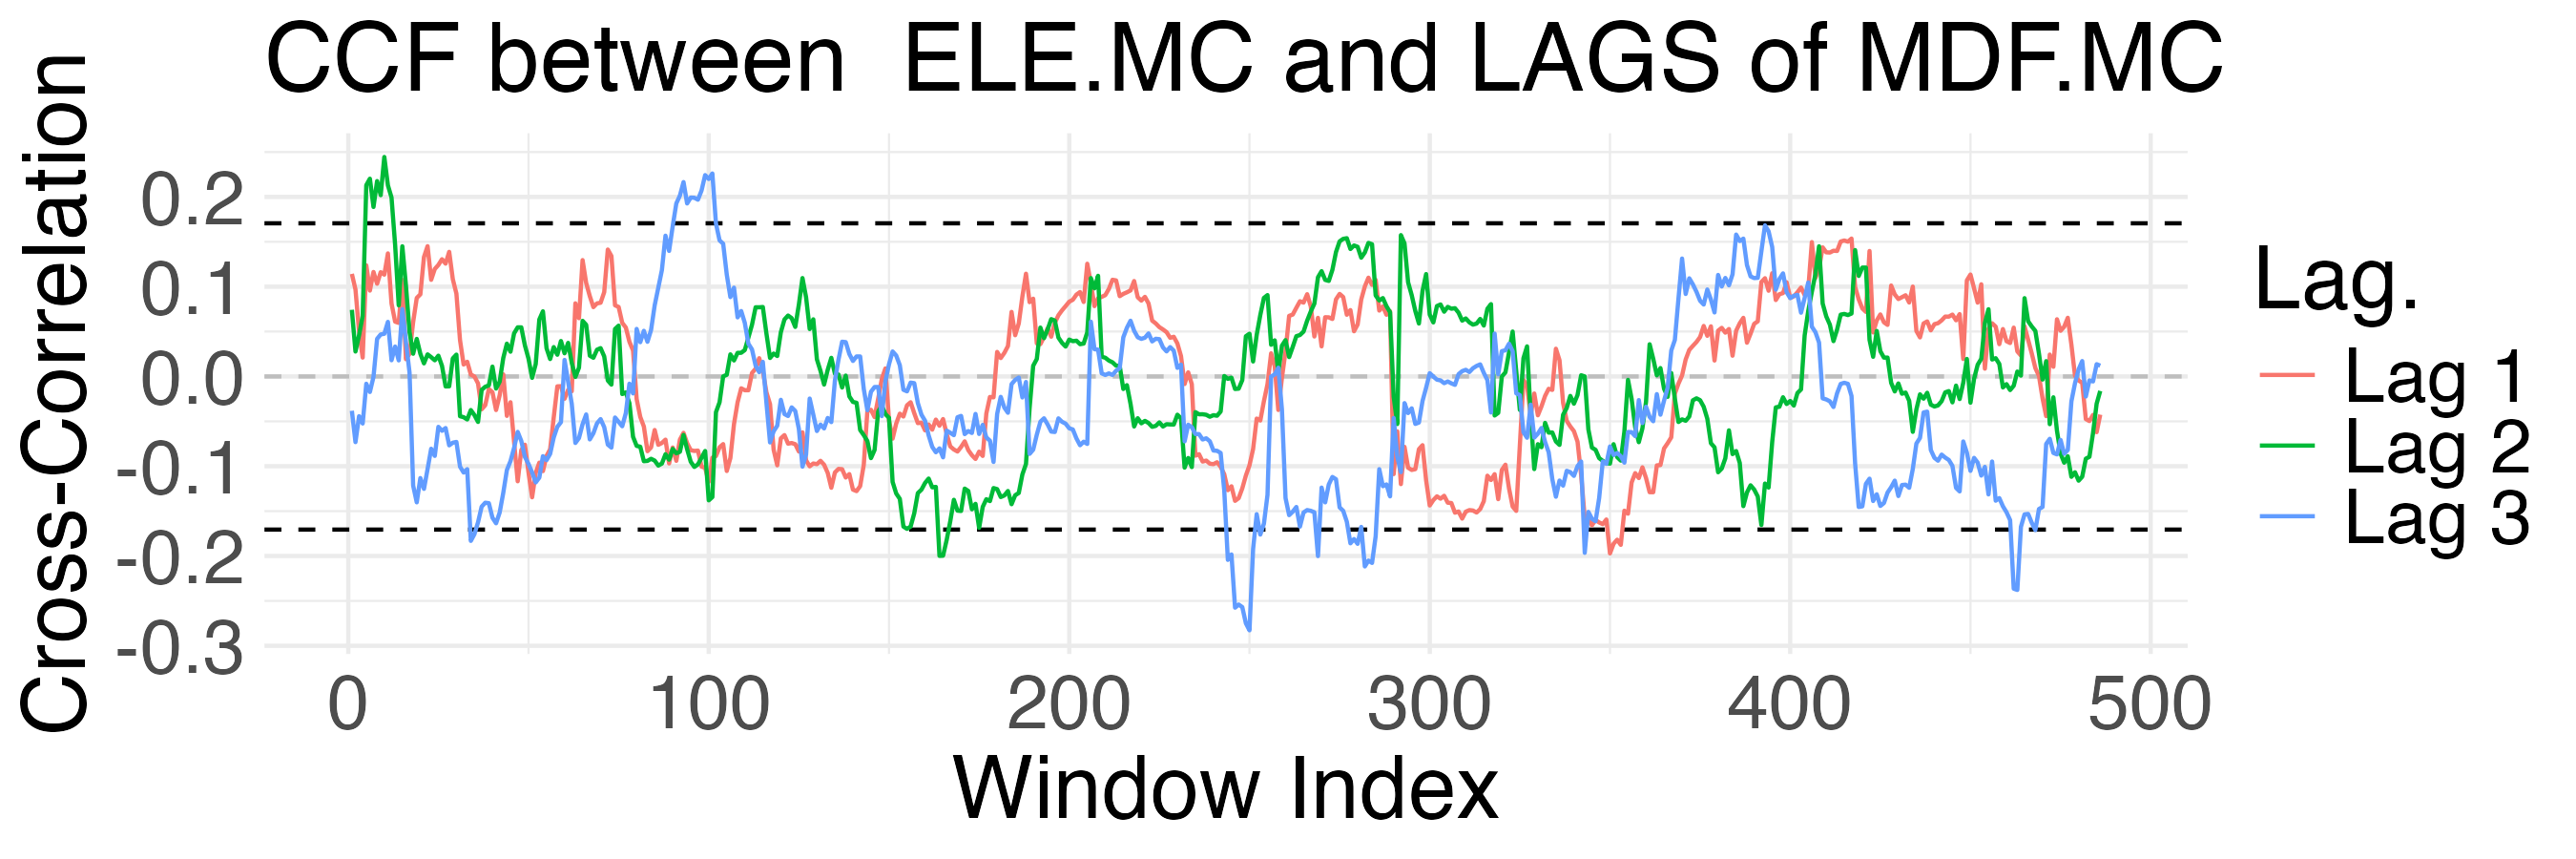 CCF between  ELE.MC and LAGS of MDF.MC
Cross-Correlation
0.2
0.1
0.0
-0.1
-0.2
-0.3
0 100 200 300 400 500
Window Index
Lag.
Lag 1
Lag 2
Lag 3